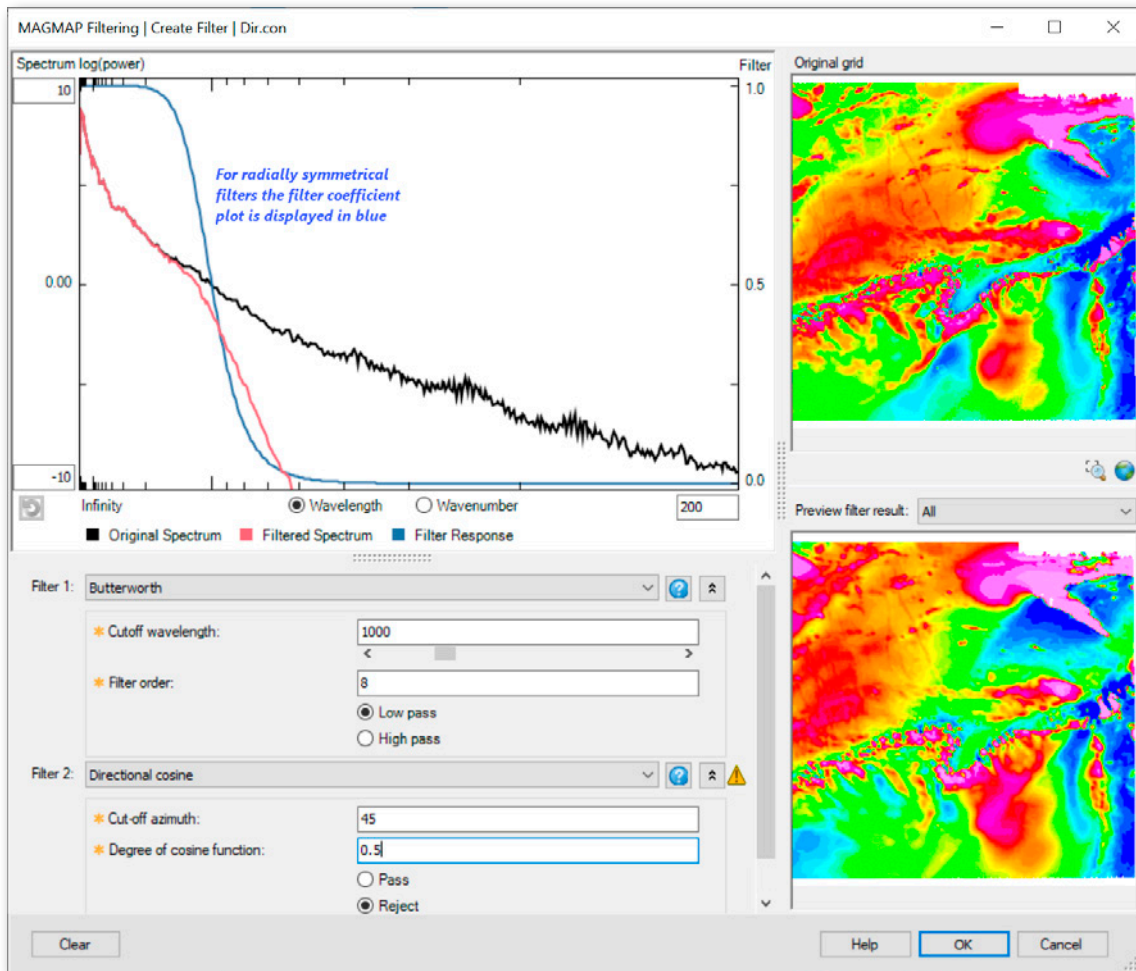 MAGMAP Filtering | Create Filter | Dir.con
Spectrum log(power)
Filter
Original grid
10
1.0
For radially symmetrical
filters the filter coefficient
plot is displayed in blue
0.00
0.5
-10
0.0
Infinity
Wavelength
Wavenumber
200
Original Spectrum
Filtered Spectrum
Filter Response
Preview filter result:
All
Filter 1:
Butterworth
Cutoff wavelength:
1000
Filter order:
8
Low pass
High pass
Filter 2:
Directional cosine
Cut-off azimuth:
45
Degree of cosine function:
0.5
Pass
Reject
Clear
Help
OK
Cancel